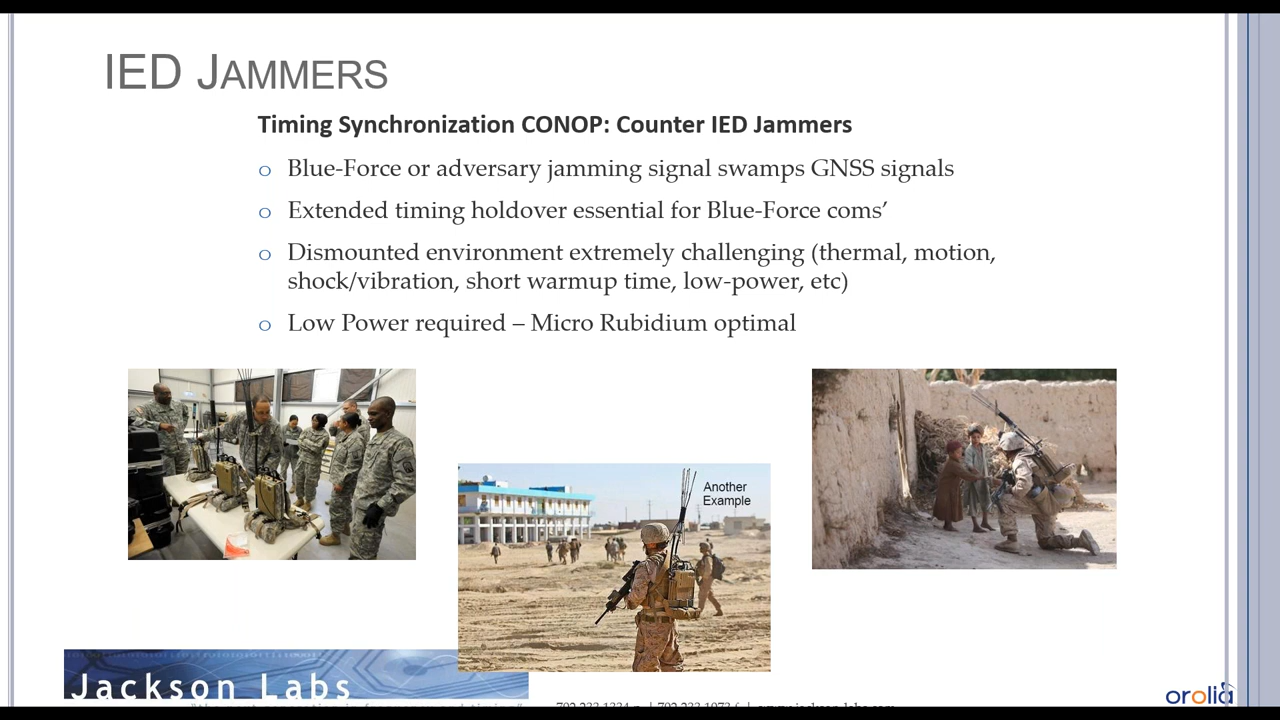 IED JAMMERS
Timing Synchronization CONOP: Counter IED Jammers
o Blue-Force or adversary jamming signal swamps GNSS signals
o Extended timing holdover essential for Blue-Force coms’
o Dismounted environment extremely challenging (thermal, motion,
shock/vibration, short warmup time, low-power, etc)
o Low Power required – Micro Rubidium optimal
Another
Example
Jackson Labs
orolia